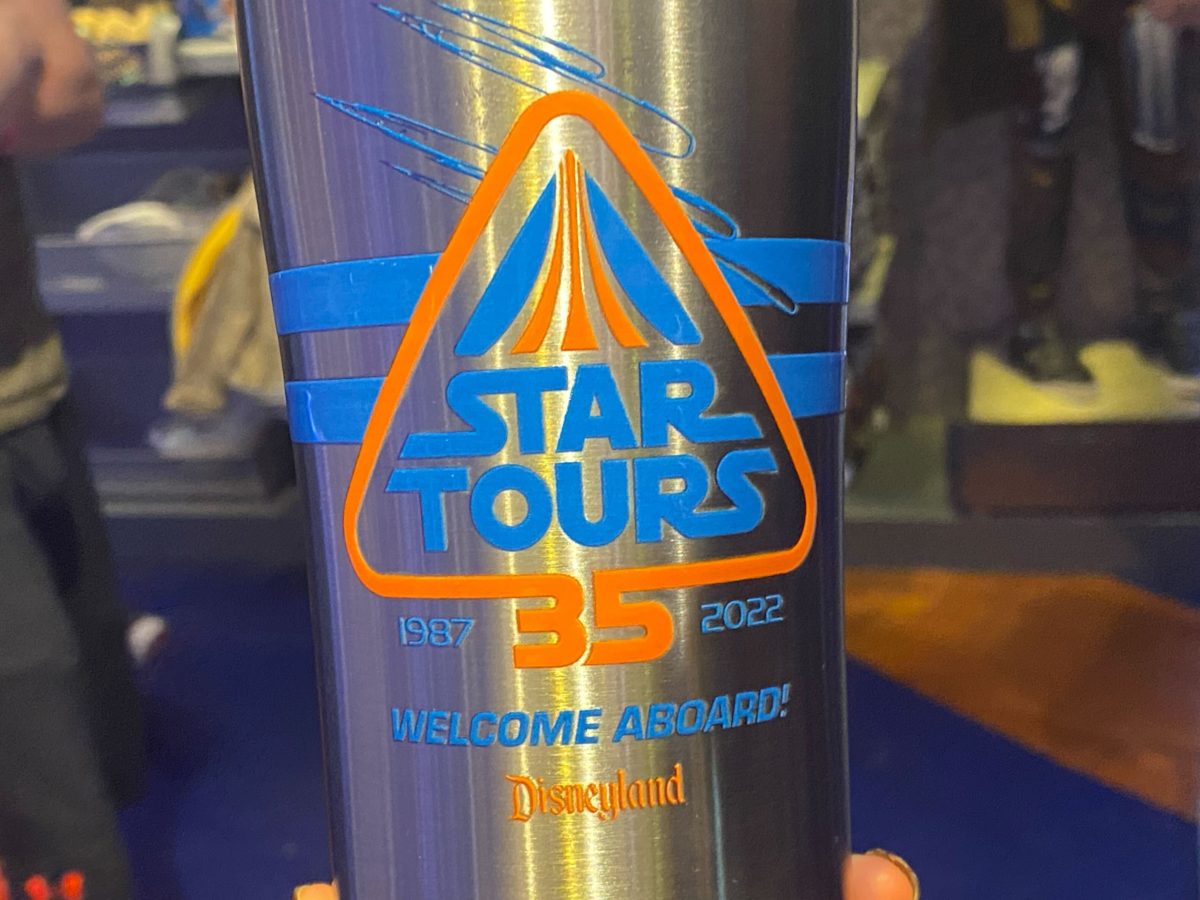 STAR
TOURS
1987 35 2022
WELCOME ABOARD!
Disneyland